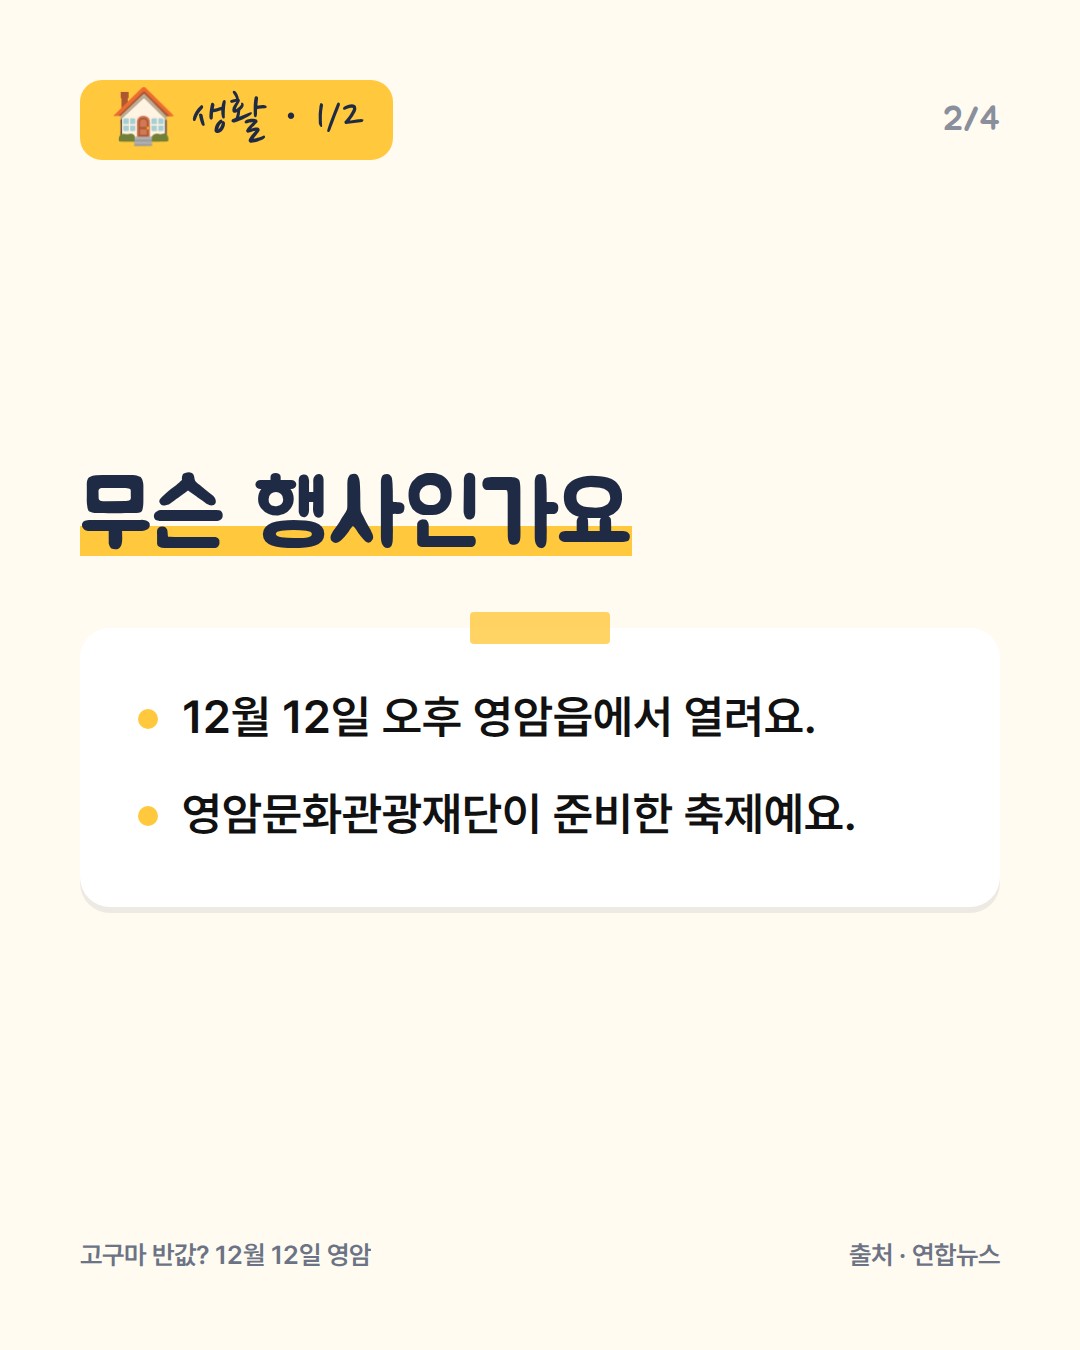 생활 · 1/2
2/4
무슨 행사인가요
12월 12일 오후 영암읍에서 열려요.
영암문화관광재단이 준비한 축제예요.
고구마 반값? 12월 12일 영암
출처 · 연합뉴스